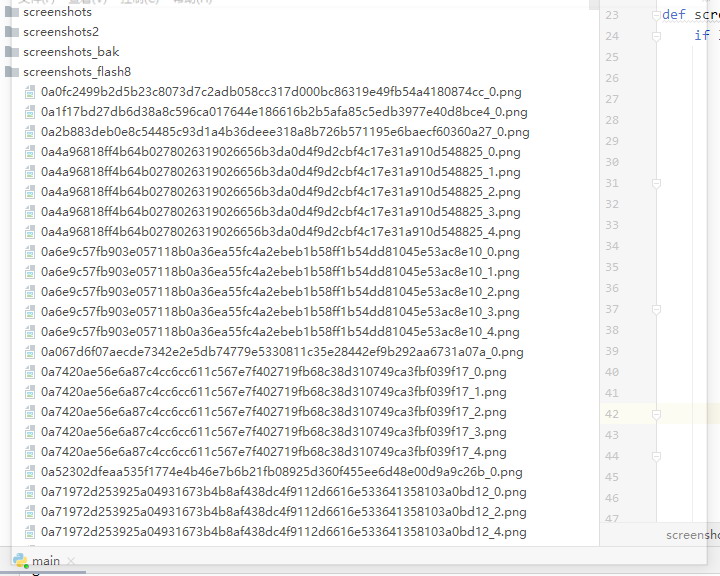 screenshots
screenshots2
screenshots_bak
screenshots_flash8
0a0fc2499b2d5b23c8073d7c2adb058cc317d000bc86319e49fb54a4180874cc_0.png
0a1f17bd27db6d38a8c596ca017644e186616b2b5afa85c5edb3977e40d8bce4_0.png
0a2b883deb0e8c54485c93d1a4b36deee318a8b726b571195e6baecf60360a27_0.png
0a4a96818ff4b64b0278026319026656b3da0d4f9d2cbf4c17e31a910d548825_0.png
0a4a96818ff4b64b0278026319026656b3da0d4f9d2cbf4c17e31a910d548825_1.png
0a4a96818ff4b64b0278026319026656b3da0d4f9d2cbf4c17e31a910d548825_2.png
0a4a96818ff4b64b0278026319026656b3da0d4f9d2cbf4c17e31a910d548825_3.png
0a4a96818ff4b64b0278026319026656b3da0d4f9d2cbf4c17e31a910d548825_4.png
0a6e9c57fb903e057118b0a36ea55fc4a2ebeb1b58ff1b54dd81045e53ac8e10_0.png
0a6e9c57fb903e057118b0a36ea55fc4a2ebeb1b58ff1b54dd81045e53ac8e10_1.png
0a6e9c57fb903e057118b0a36ea55fc4a2ebeb1b58ff1b54dd81045e53ac8e10_2.png
0a6e9c57fb903e057118b0a36ea55fc4a2ebeb1b58ff1b54dd81045e53ac8e10_3.png
0a6e9c57fb903e057118b0a36ea55fc4a2ebeb1b58ff1b54dd81045e53ac8e10_4.png
0a067d6f07aecde7342e2e5db74779e5330811c35e28442ef9b292aa6731a07a_0.png
0a7420ae56e6a87c4cc6cc611c567e7f402719fb68c38d310749ca3fbf039f17_0.png
0a7420ae56e6a87c4cc6cc611c567e7f402719fb68c38d310749ca3fbf039f17_1.png
0a7420ae56e6a87c4cc6cc611c567e7f402719fb68c38d310749ca3fbf039f17_2.png
0a7420ae56e6a87c4cc6cc611c567e7f402719fb68c38d310749ca3fbf039f17_3.png
0a7420ae56e6a87c4cc6cc611c567e7f402719fb68c38d310749ca3fbf039f17_4.png
0a52302dfeaa535f1774e4b46e7b6b21fb08925d360f455ee6d48e00d9a9c26b_0.png
0a71972d253925a04931673b4b8af438dc4f9112d6616e533641358103a0bd12_0.png
0a71972d253925a04931673b4b8af438dc4f9112d6616e533641358103a0bd12_2.png
0a71972d253925a04931673b4b8af438dc4f9112d6616e533641358103a0bd12_4.png
23 def scre
24 if
25
26
27
28
29
30
31
32
33
34
35
36
37
38
39
40
41
42
43
44
45
46
47
screensho
main